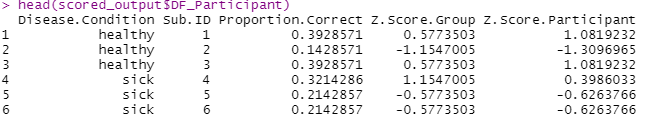 > head(scored_output$DF_Participant)
Disease.Condition Sub.ID Proportion.Correct Z.Score.Group Z.Score.Participant
1 healthy 1 0.3928571 0.5773503 1.0819232
2 healthy 2 0.1428571 -1.1547005 -1.3096965
3 healthy 3 0.3928571 0.5773503 1.0819232
4 sick 4 0.3214286 1.1547005 0.3986033
5 sick 5 0.2142857 -0.5773503 -0.6263766
6 sick 6 0.2142857 -0.5773503 -0.6263766